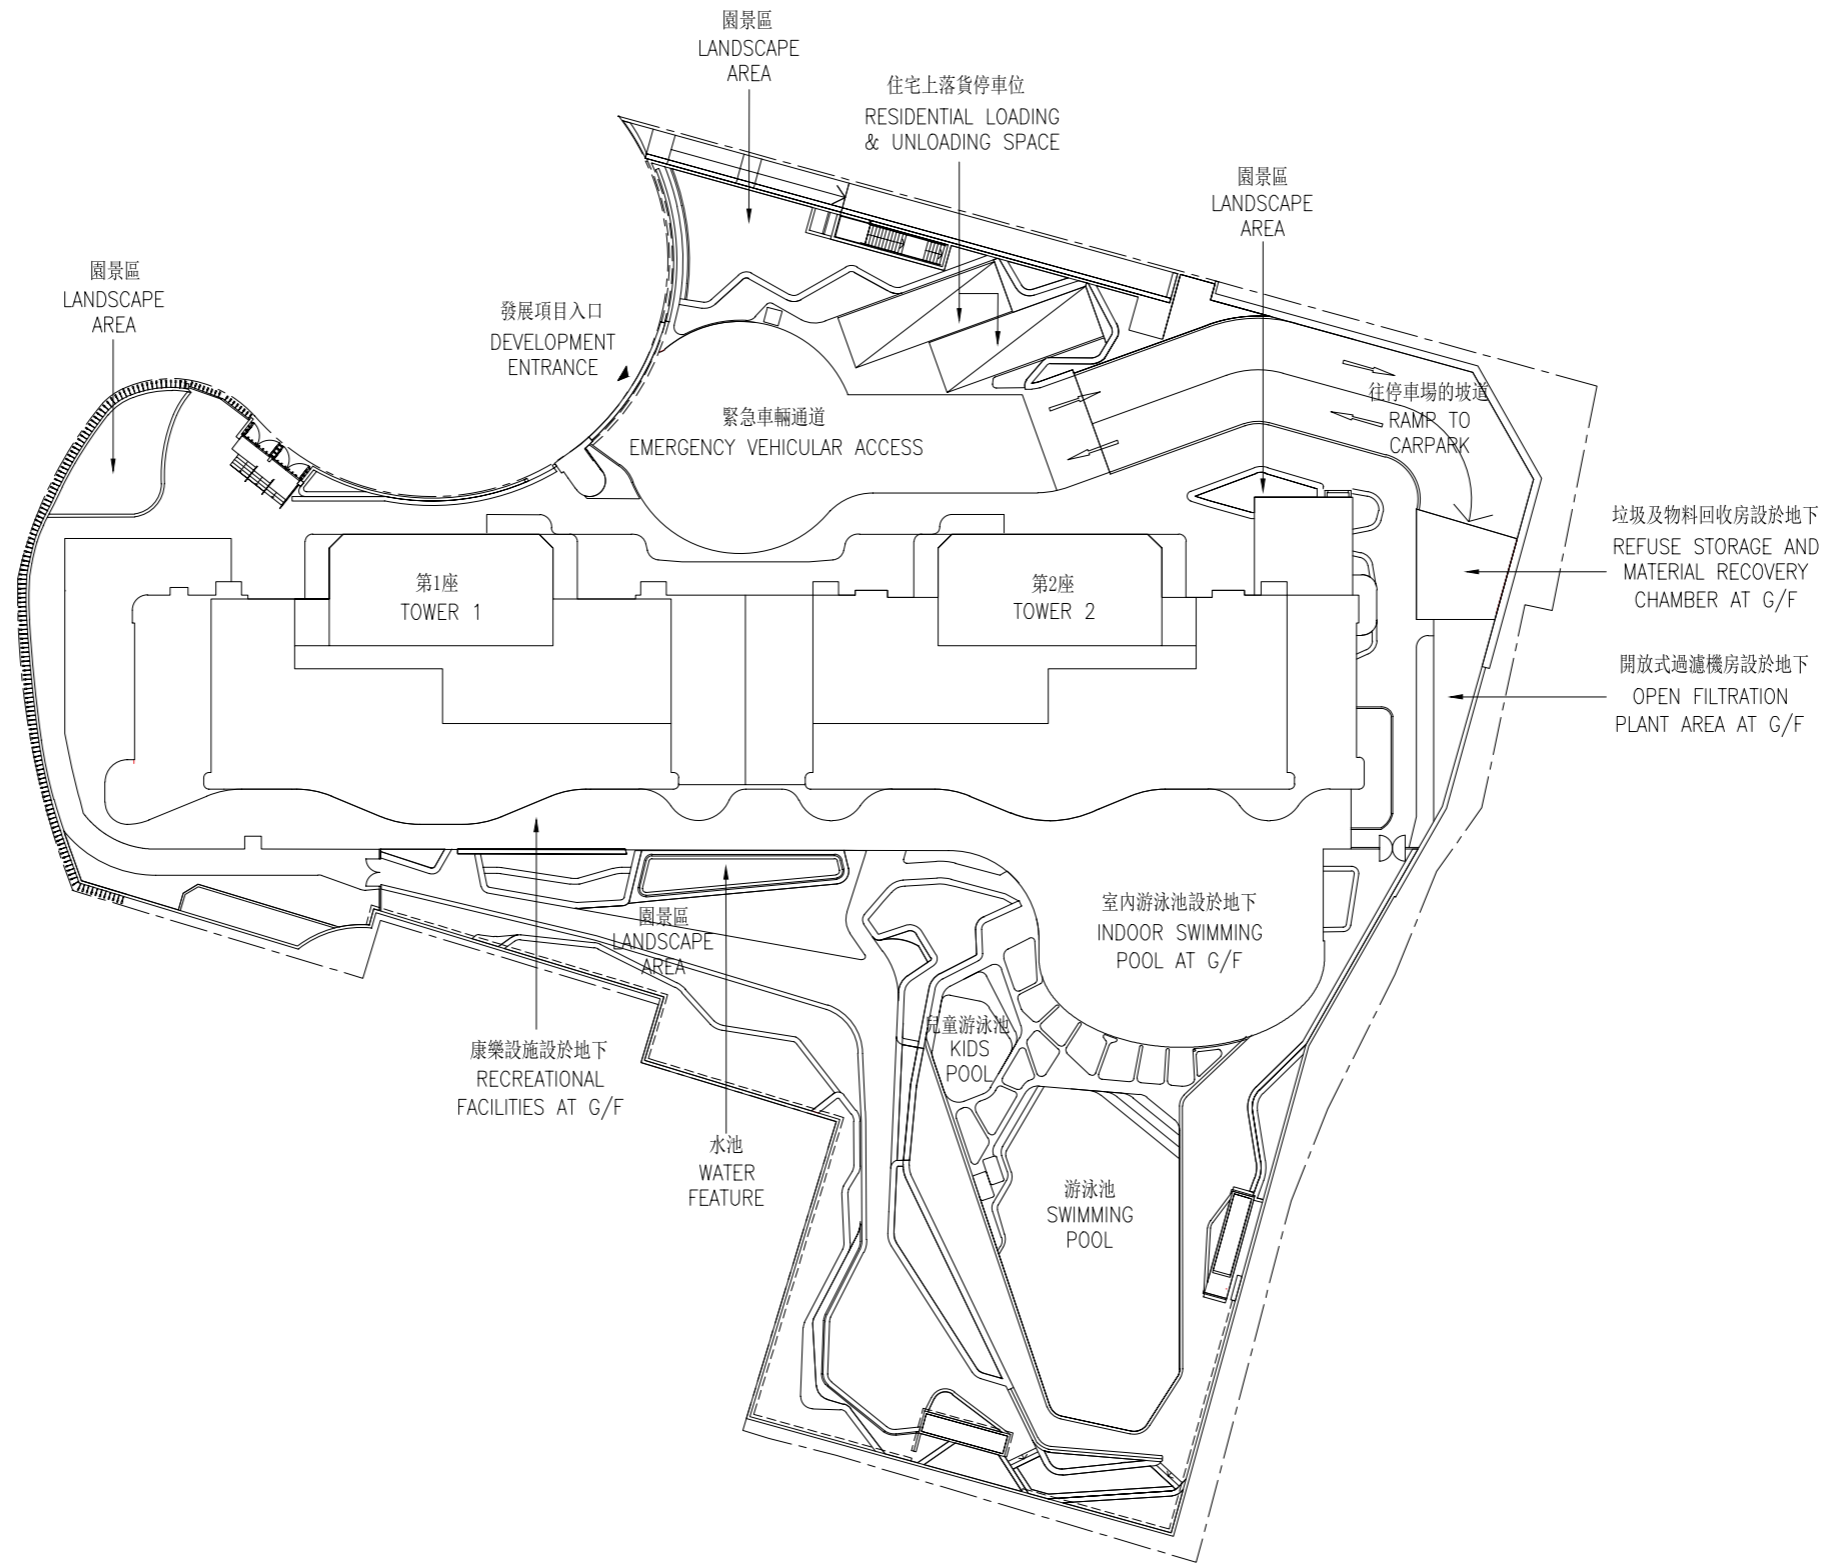 園景區
LANDSCAPE
AREA
住宅上落貨停車位
RESIDENTIAL LOADING
& UNLOADING SPACE
園景區
LANDSCAPE
AREA
園景區
LANDSCAPE
AREA
發展項目入口
DEVELOPMENT
ENTRANCE
緊急車輛通道
EMERGENCY VEHICULAR ACCESS
往停車場的坡道
RAMP TO
CARPARK
垃圾及物料回收房設於地下
REFUSE STORAGE AND
MATERIAL RECOVERY
CHAMBER AT G/F
第1座
TOWER 1
第2座
TOWER 2
開放式過濾機房設於地下
OPEN FILTRATION
PLANT AREA AT G/F
園景區
LANDSCAPE
AREA
室內游泳池設於地下
INDOOR SWIMMING
POOL AT G/F
兒童游泳池
KIDS
POOL
康樂設施設於地下
RECREATIONAL
FACILITIES AT G/F
水池
WATER
FEATURE
游泳池
SWIMMING
POOL